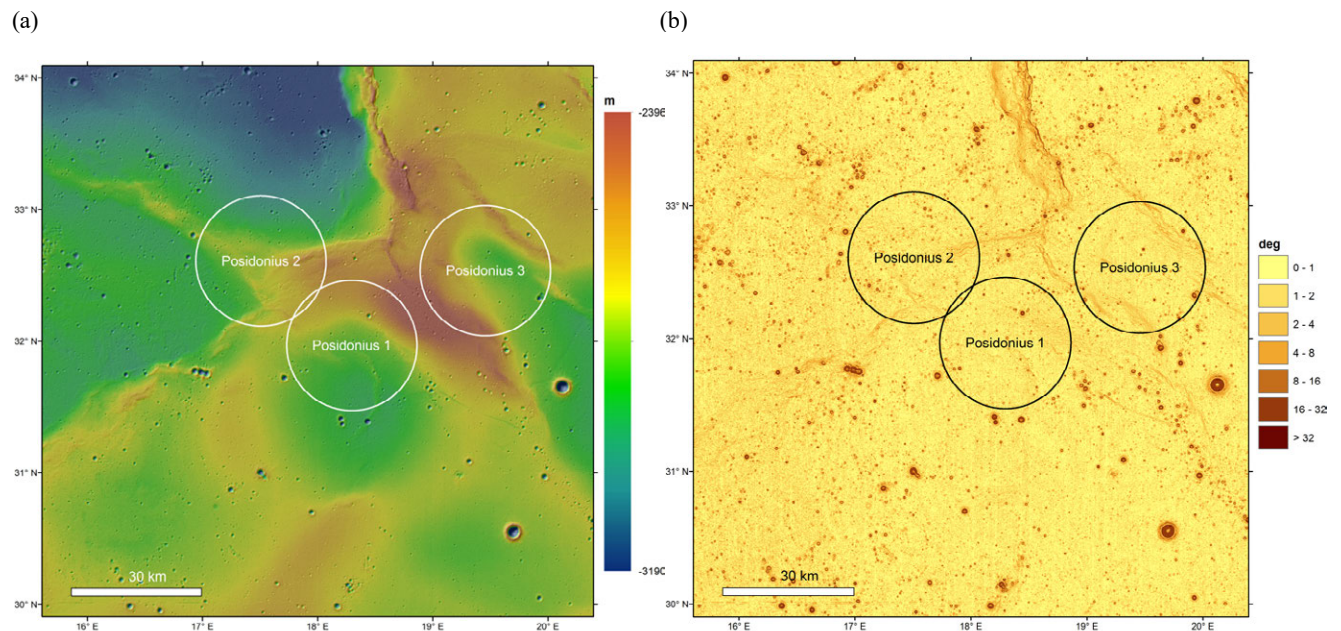 (a)
(b)
34° N
33° N
32° N
31° N
30° N
16° E
17° E
18° E
19° E
20° E
Posidonius 2
Posidonius 3
Posidonius 1
30 km
m
-2396
-3190
34° N
33° N
32° N
31° N
30° N
16° E
17° E
18° E
19° E
20° E
Posidonius 2
Posidonius 3
Posidonius 1
30 km
deg
0 - 1
1 - 2
2 - 4
4 - 8
8 - 16
16 - 32
> 32